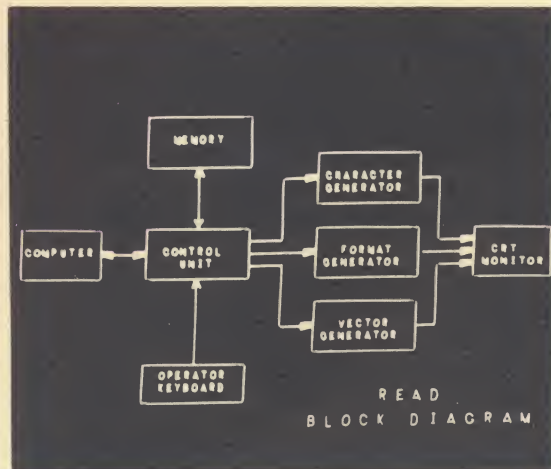 MEMORY
CHARACTER
GENERATOR
COMPUTER
CONTROL
UNIT
FORMAT
GENERATOR
CRT
MONITOR
VECTOR
GENERATOR
OPERATOR
KEYBOARD
READ
BLOCK DIAGRAM